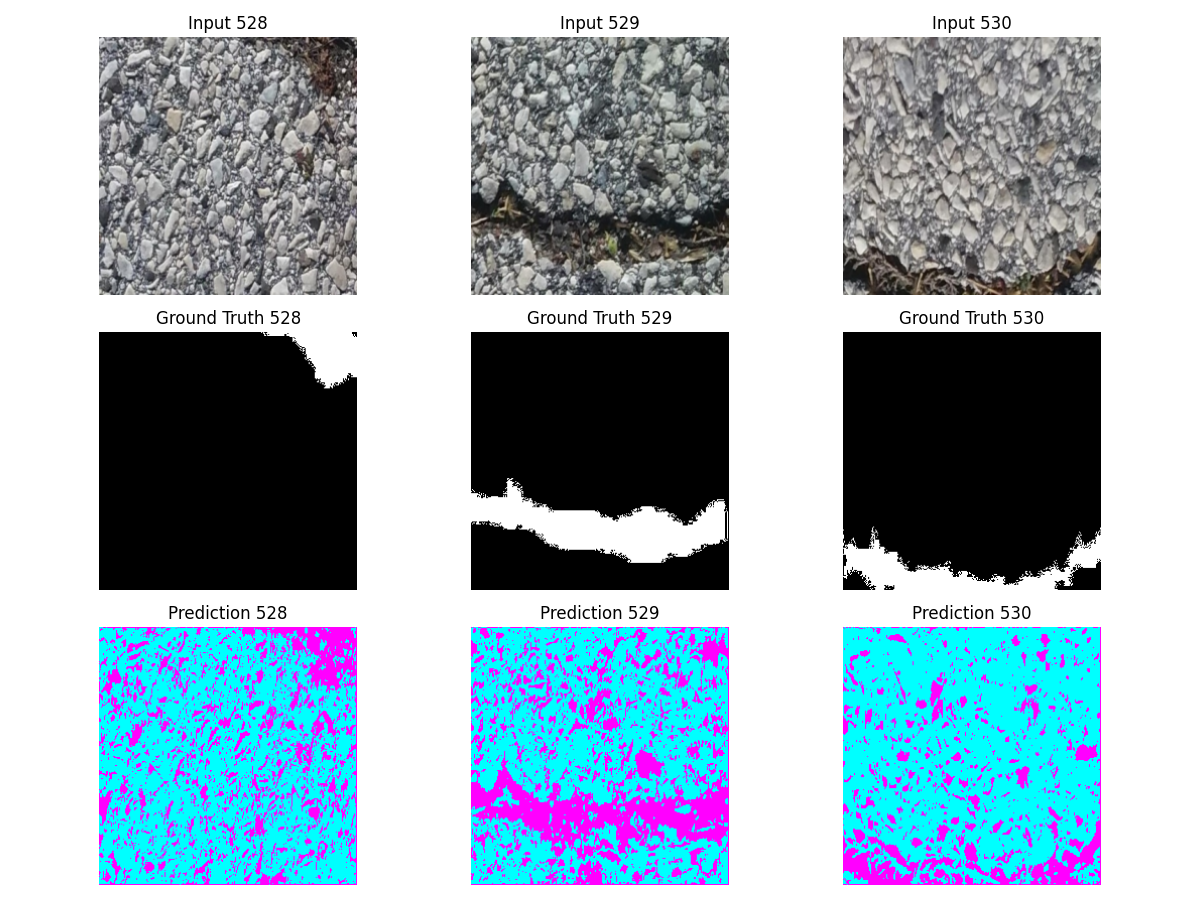 Input 528
Input 529
Input 530
Ground Truth 528
Ground Truth 529
Ground Truth 530
Prediction 528
Prediction 529
Prediction 530